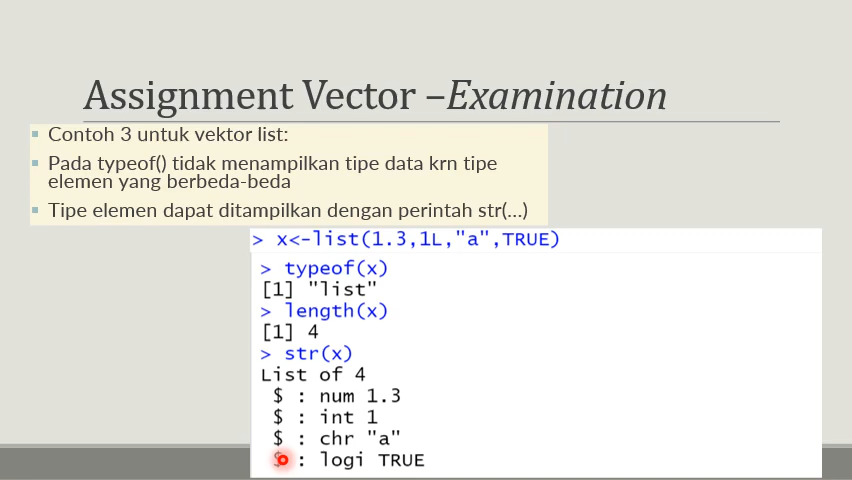 Assignment Vector –Examination
Contoh 3 untuk vektor list:
Pada typeof() tidak menampilkan tipe data krn tipe
elemen yang berbeda-beda
Tipe elemen dapat ditampilkan dengan perintah str(…)
> x<-list(1.3,1L,"a",TRUE)
> typeof(x)
[1] "list"
> length(x)
[1] 4
> str(x)
List of 4
$ : num 1.3
$ : int 1
$ : chr "a"
$ : logi TRUE